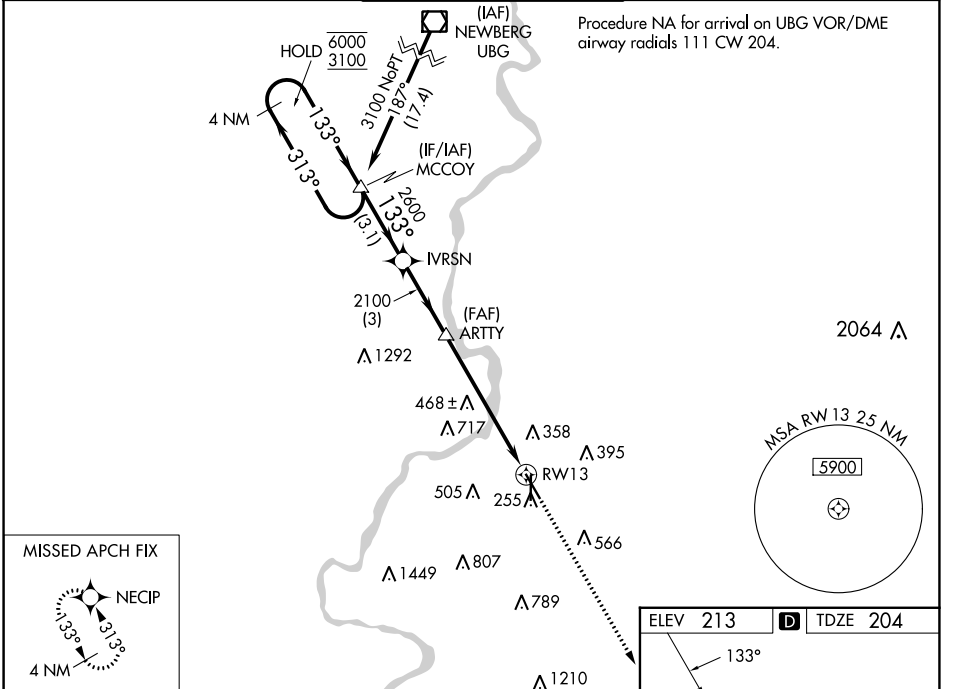 (IAF)
NEWBERG
UBG
Procedure NA for arrival on UBG VOR/DME
airway radials 111 CW 204.
HOLD
6000
3100
3100 NoPT
187°
(17.4)
4 NM
133°
313°
(IF/IAF)
MCCOY
2600
133°
(3.1)
IVRSN
2100
(3)
(FAF)
ARTTY
2064
1292
468 ±
717
358
395
MSA RW 13 25 NM
5900
RW13
505
255
566
1449
807
789
1210
MISSED APCH FIX
NECIP
133°
313°
4 NM
ELEV 213
D
TDZE 204
133°